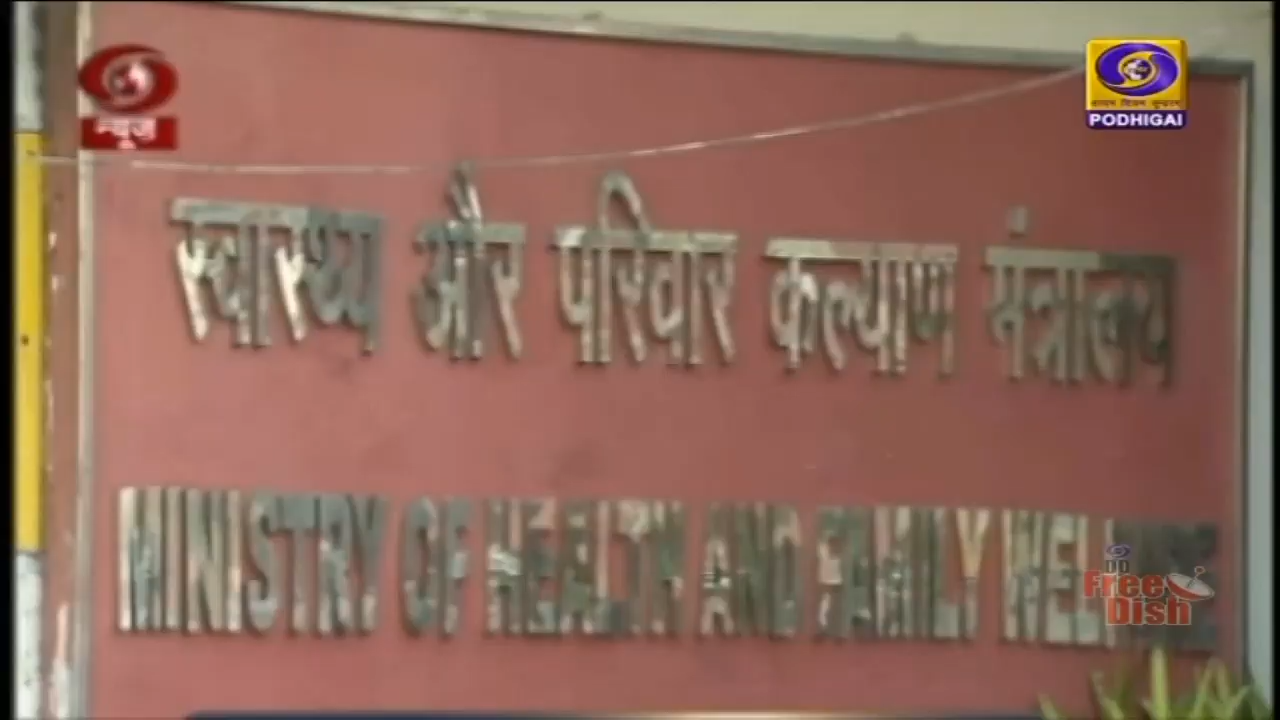 न्यूज़
PODHIGAI
स्वास्थ्य और परिवार कल्याण मंत्रालय
MINISTRY OF HEALTH AND FAMILY WELFARE
DD
Free
Dish